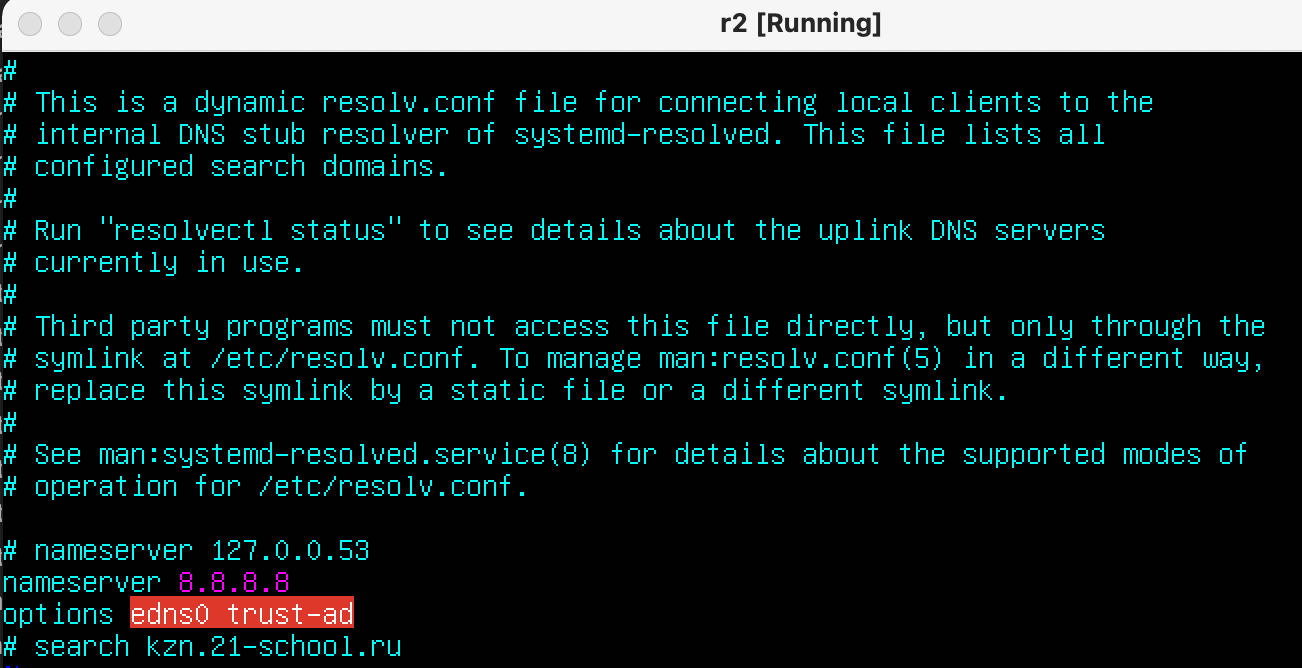 r2 [Running]
#
# This is a dynamic resolv.conf file for connecting local clients to the
# internal DNS stub resolver of systemd-resolved. This file lists all
# configured search domains.
#
# Run "resolvectl status" to see details about the uplink DNS servers
# currently in use.
#
# Third party programs must not access this file directly, but only through the
# symlink at /etc/resolv.conf. To manage man:resolv.conf(5) in a different way,
# replace this symlink by a static file or a different symlink.
#
# See man:systemd-resolved.service(8) for details about the supported modes of
# operation for /etc/resolv.conf.
# nameserver 127.0.0.53
nameserver 8.8.8.8
options edns0 trust-ad
# search kzn.21-school.ru